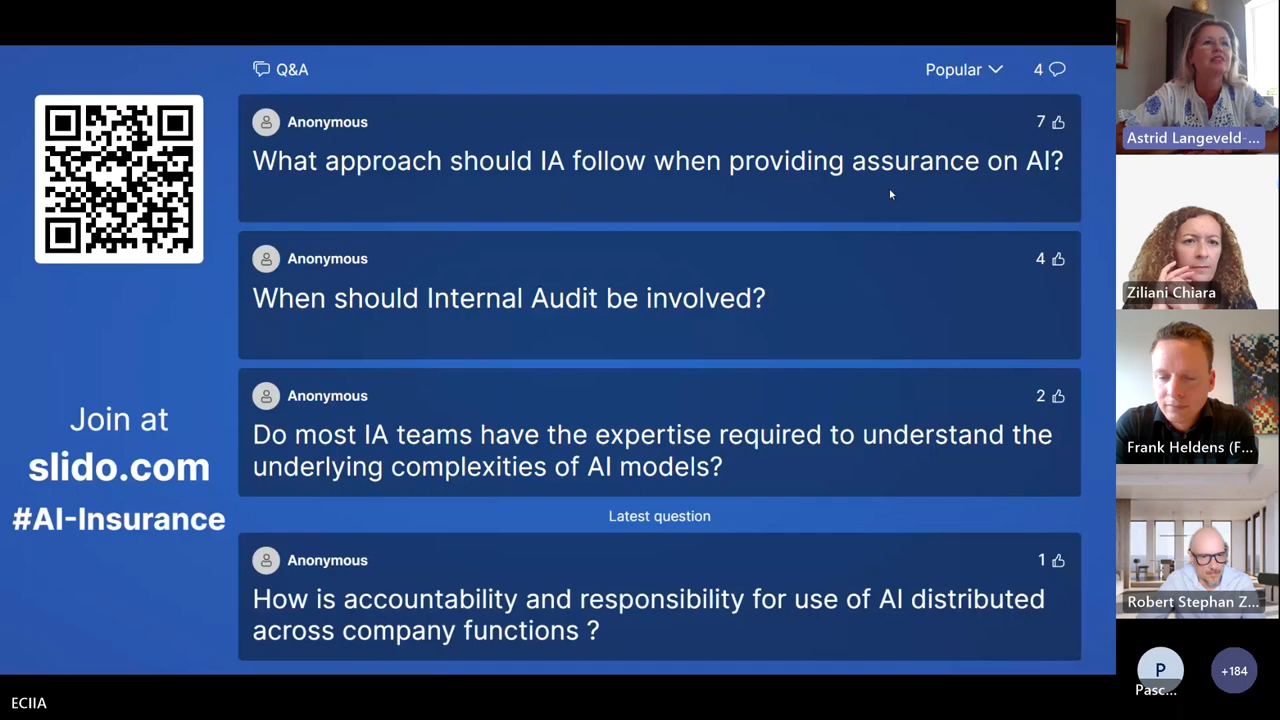 Q&A
Popular
4
Anonymous
7
What approach should IA follow when providing assurance on AI?
Anonymous
4
When should Internal Audit be involved?
Anonymous
2
Do most IA teams have the expertise required to understand the
underlying complexities of AI models?
Latest question
Anonymous
1
How is accountability and responsibility for use of AI distributed
across company functions ?
Join at
slido.com
#AI-Insurance
ECIIA
Astrid Langeveld-...
Ziliani Chiara
Frank Heldens (F...
Robert Stephan Z...
P
Pasc...
+184